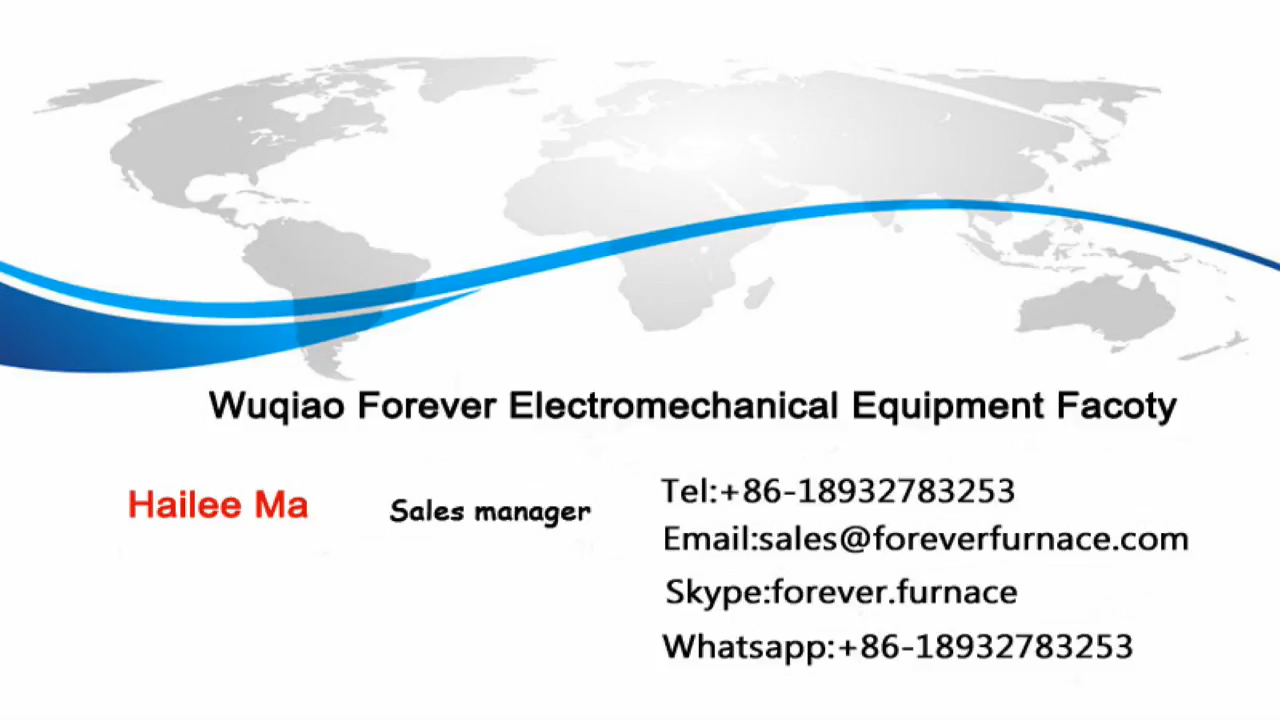 Wuqiao Forever Electromechanical Equipment Facoty
Hailee Ma
Sales manager
Tel:+86-18932783253
Email:sales@foreverfurnace.com
Skype:forever.furnace
Whatsapp:+86-18932783253